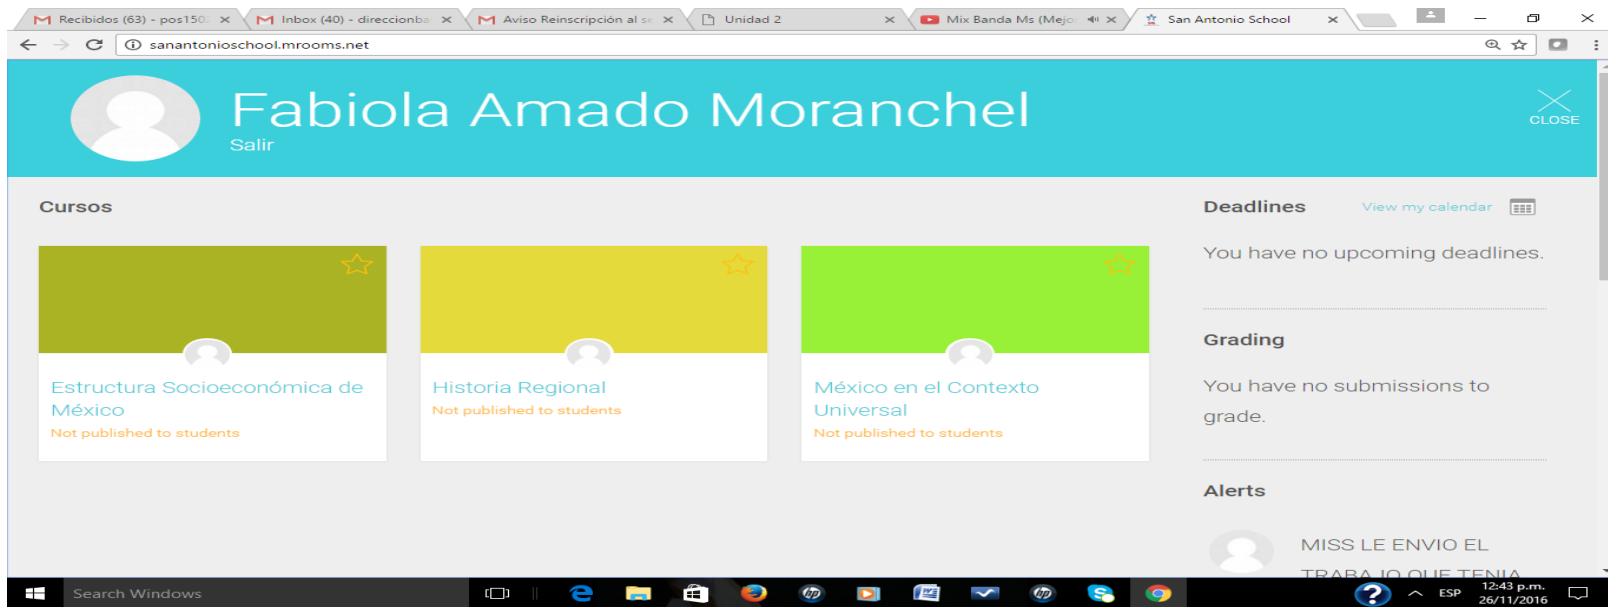 Recibidos (63) - pos150
Inbox (40) - direccionba
Aviso Reinscripción al se
Unidad 2
Mix Banda Ms (Mejo
San Antonio School
sanantonioschool.mrooms.net
Fabiola Amado Moranchel
Salir
CLOSE
Cursos
Estructura Socioeconómica de
México
Not published to students
Historia Regional
Not published to students
México en el Contexto
Universal
Not published to students
Deadlines
View my calendar
You have no upcoming deadlines.
Grading
You have no submissions to
grade.
Alerts
MISS LE ENVIO EL
TRABAJO QUE TENIA
Search Windows
ESP
12:43 p.m.
26/11/2016